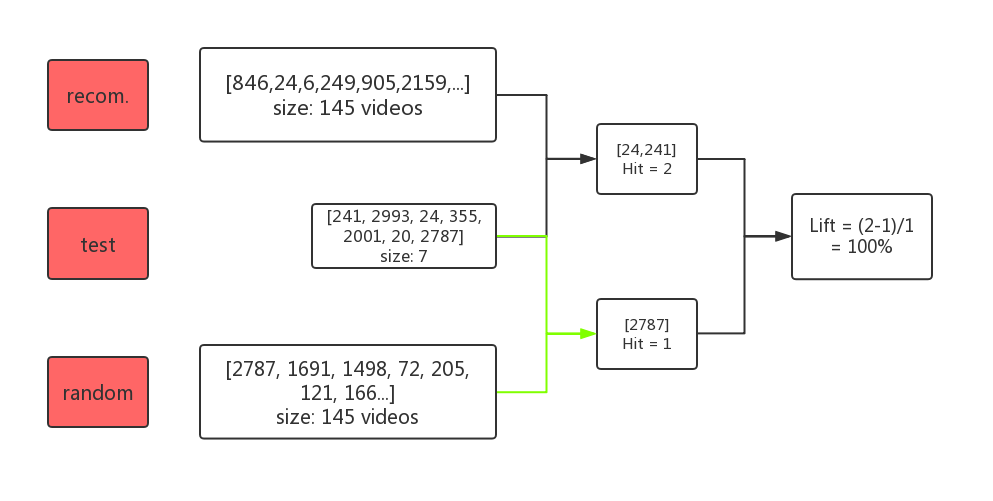 recom.
[846,24,6,249,905,2159,...]
size: 145 videos
[24,241]
Hit = 2
test
[241, 2993, 24, 355,
2001, 20, 2787]
size: 7
Lift = (2-1)/1
= 100%
[2787]
Hit = 1
random
[2787, 1691, 1498, 72, 205,
121, 166...]
size: 145 videos